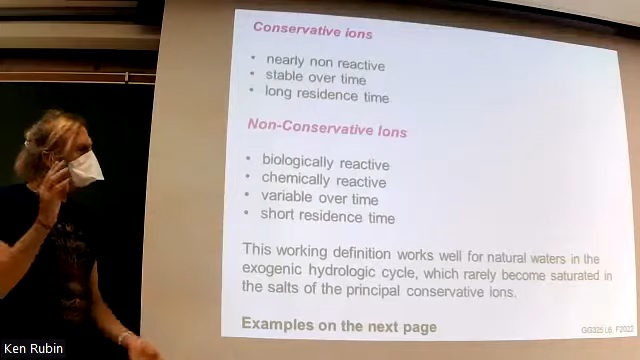 Conservative ions
• nearly non reactive
• stable over time
• long residence time
Non-Conservative Ions
• biologically reactive
• chemically reactive
• variable over time
• short residence time
This working definition works well for natural waters in the
exogenic hydrologic cycle, which rarely become saturated in
the salts of the principal conservative ions.
Examples on the next page
GG325 L6, F2022
Ken Rubin